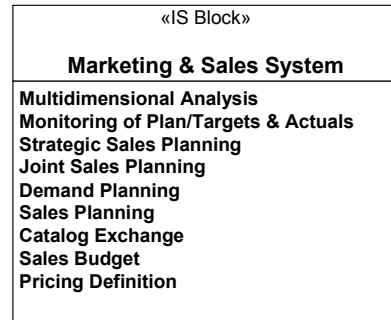 «IS Block»
Marketing & Sales System
Multidimensional Analysis
Monitoring of Plan/Targets & Actuals
Strategic Sales Planning
Joint Sales Planning
Demand Planning
Sales Planning
Catalog Exchange
Sales Budget
Pricing Definition